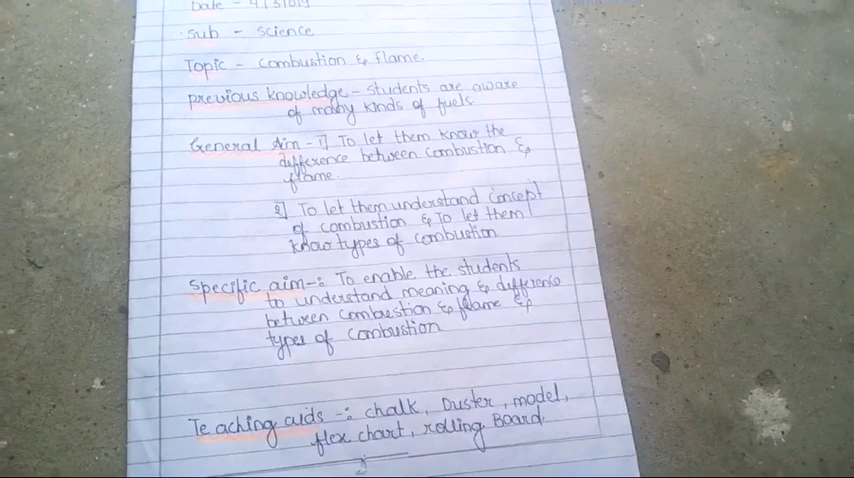 Date -
Sub - Science
Topic - Combustion & flame.
previous knowledge - students are aware
of many kinds of fuels
General Aim - 1] To let them know the
difference between Combustion &
flame.
2] To let them understand concept
of combustion & To let them
know types of combustion
Specific aim -: To enable the students
to understand meaning & difference
between combustion & flame &
types of combustion
Teaching aids -: chalk, Duster, model,
flex chart, rolling Board